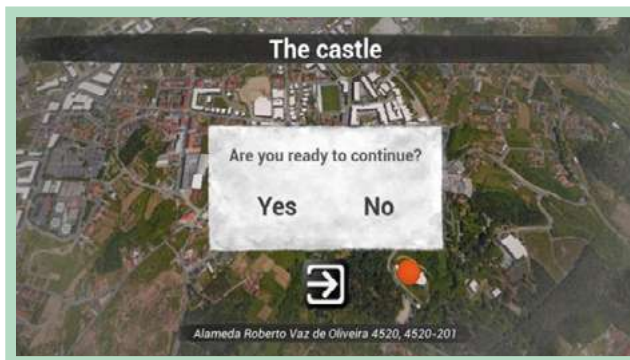 The castle
Are you ready to continue?
Yes No
Alameda Roberto Vaz de Oliveira 4520, 4520-201